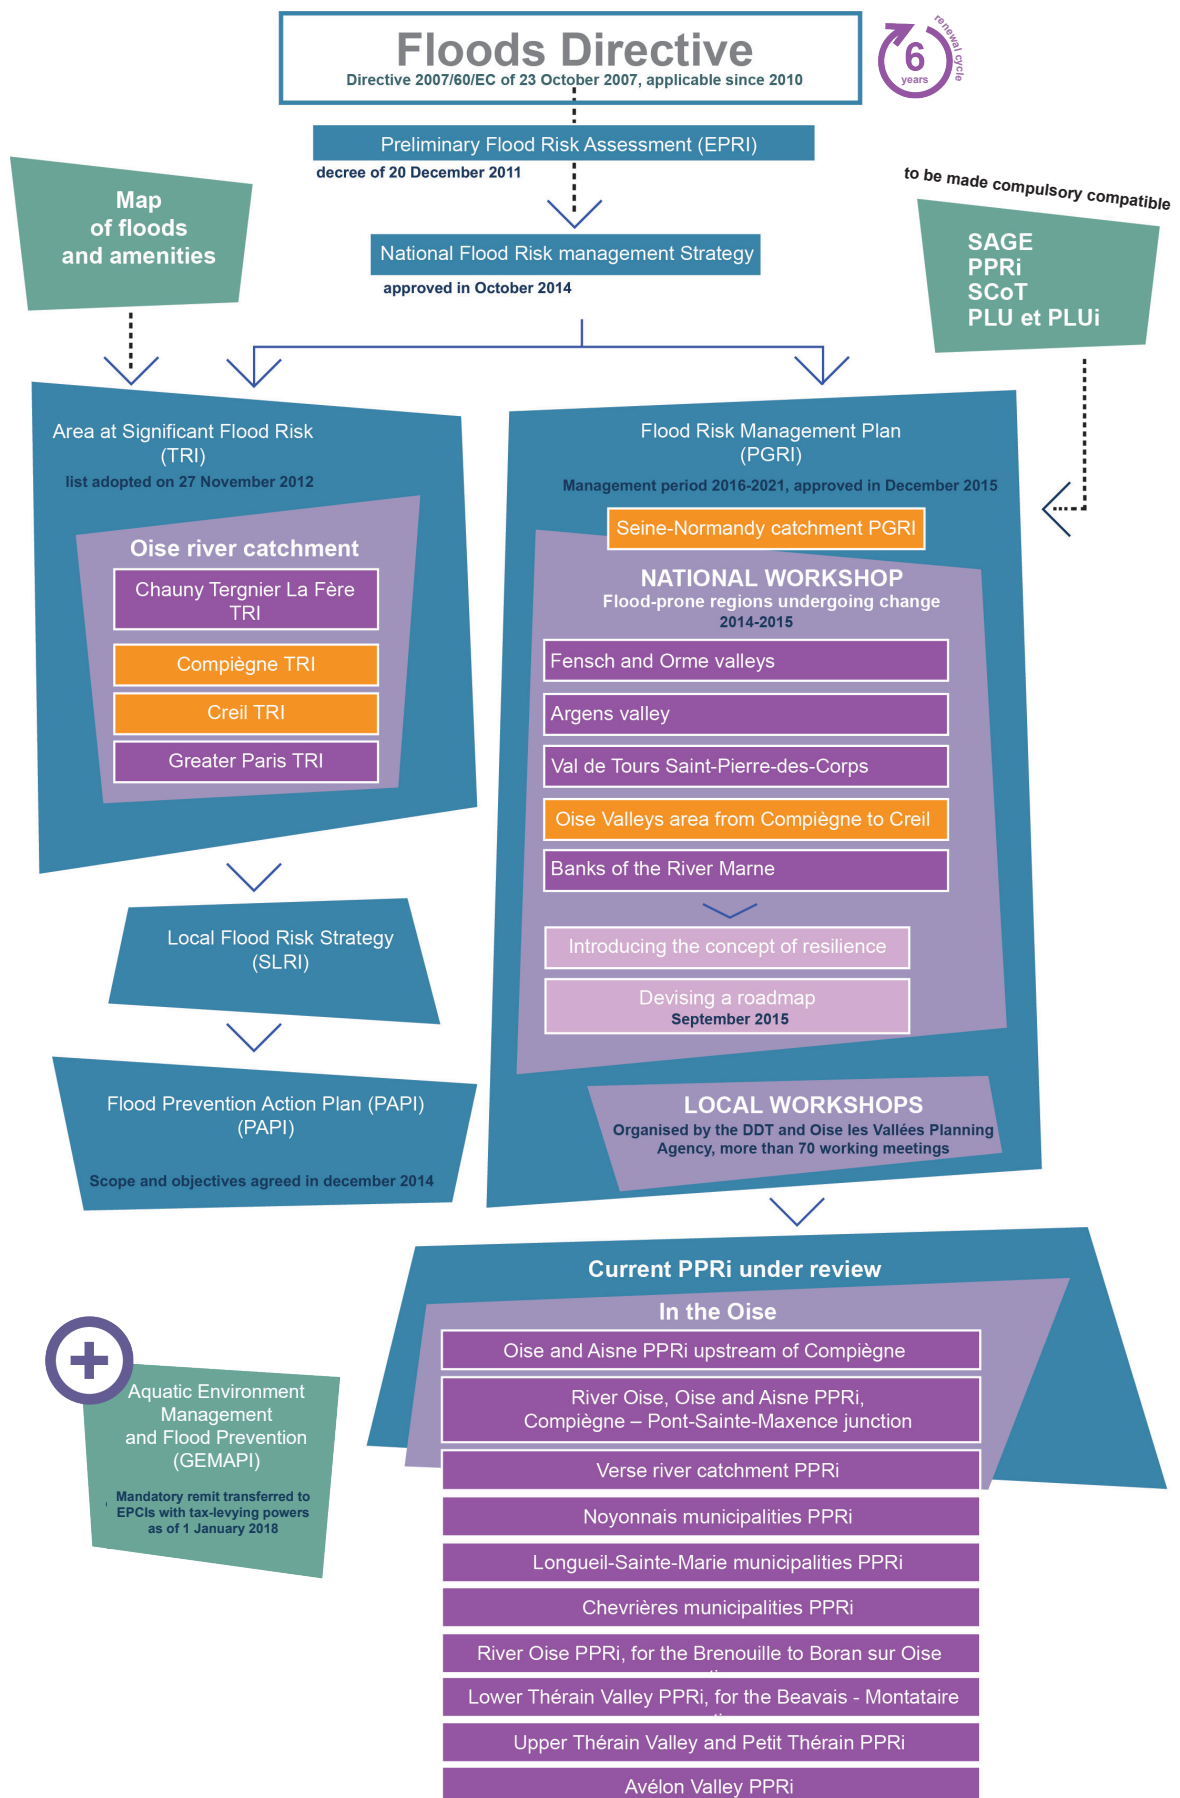 Floods Directive
Directive 2007/60/EC of 23 October 2007, applicable since 2010
6
years
renewal cycle
Preliminary Flood Risk Assessment (EPRI)
decree of 20 December 2011
Map
of floods
and amenities
National Flood Risk management Strategy
approved in October 2014
to be made compulsory compatible
SAGE
PPRi
SCoT
PLU et PLUi
Area at Significant Flood Risk
(TRI)
list adopted on 27 November 2012
Oise river catchment
Chauny Tergnier La Fère
TRI
Compiègne TRI
Creil TRI
Greater Paris TRI
Local Flood Risk Strategy
(SLRI)
Flood Prevention Action Plan (PAPI)
(PAPI)
Scope and objectives agreed in december 2014
Flood Risk Management Plan
(PGRI)
Management period 2016-2021, approved in December 2015
Seine-Normandy catchment PGRI
NATIONAL WORKSHOP
Flood-prone regions undergoing change
2014-2015
Fensch and Orme valleys
Argens valley
Val de Tours Saint-Pierre-des-Corps
Oise Valleys area from Compiègne to Creil
Banks of the River Marne
Introducing the concept of resilience
Devising a roadmap
September 2015
LOCAL WORKSHOPS
Organised by the DDT and Oise les Vallées Planning
Agency, more than 70 working meetings
Current PPRi under review
In the Oise
Oise and Aisne PPRi upstream of Compiègne
River Oise, Oise and Aisne PPRi,
Compiègne – Pont-Sainte-Maxence junction
Verse river catchment PPRi
Noyonnais municipalities PPRi
Longueil-Sainte-Marie municipalities PPRi
Chevrières municipalities PPRi
River Oise PPRi, for the Brenouille to Boran sur Oise
Lower Thérain Valley PPRi, for the Beavais - Montataire
Upper Thérain Valley and Petit Thérain PPRi
Avélon Valley PPRi
+
Aquatic Environment
Management
and Flood Prevention
(GEMAPI)
Mandatory remit transferred to
EPCIs with tax-levying powers
as of 1 January 2018